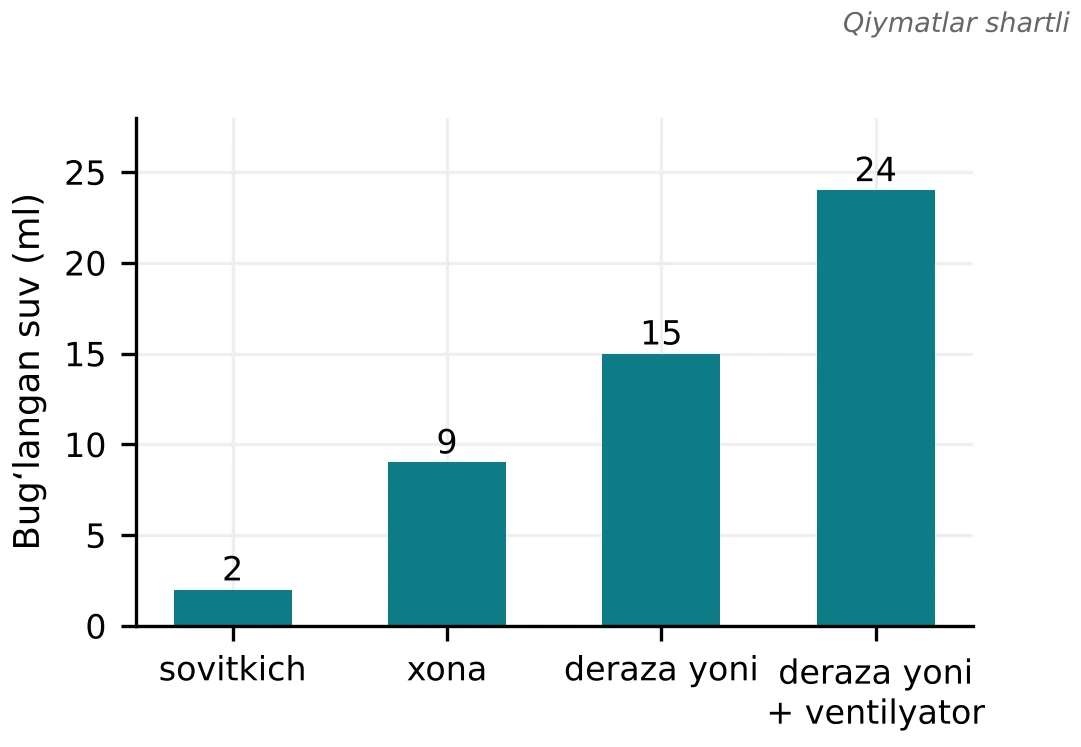 Qiymatlar shartli
Bug‘langan suv (ml)
25
20
15
10
5
0
2
9
15
24
sovitkich
xona
deraza yoni
deraza yoni
+ ventilyator